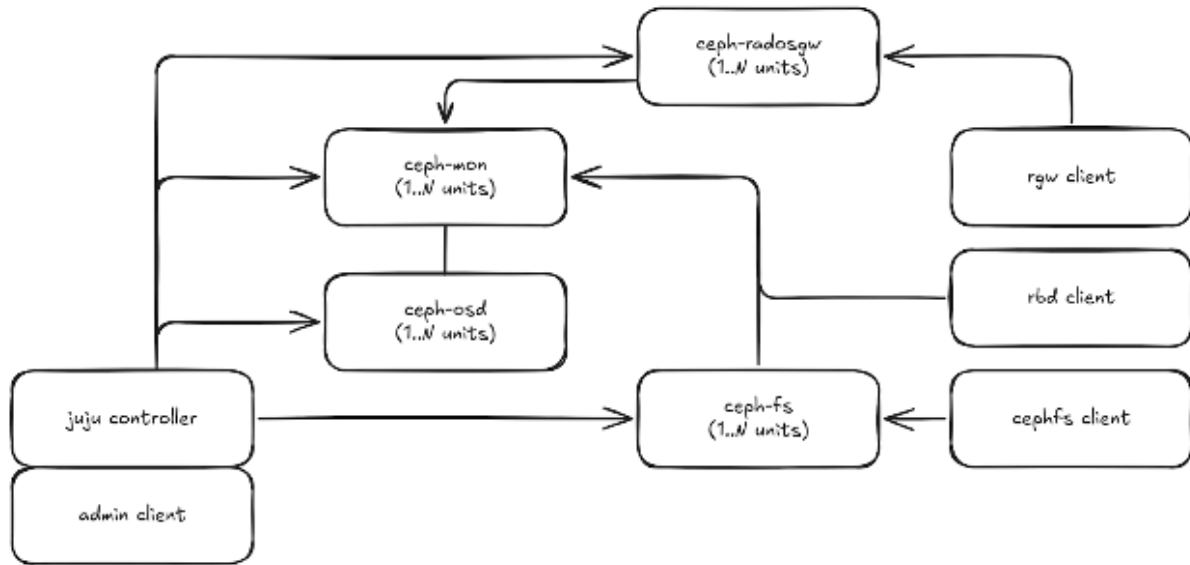 ceph-radosgw
(1..N units)
ceph-mon
(1..N units)
rgw client
ceph-osd
(1..N units)
rbd client
juju controller
ceph-fs
(1..N units)
cephfs client
admin client